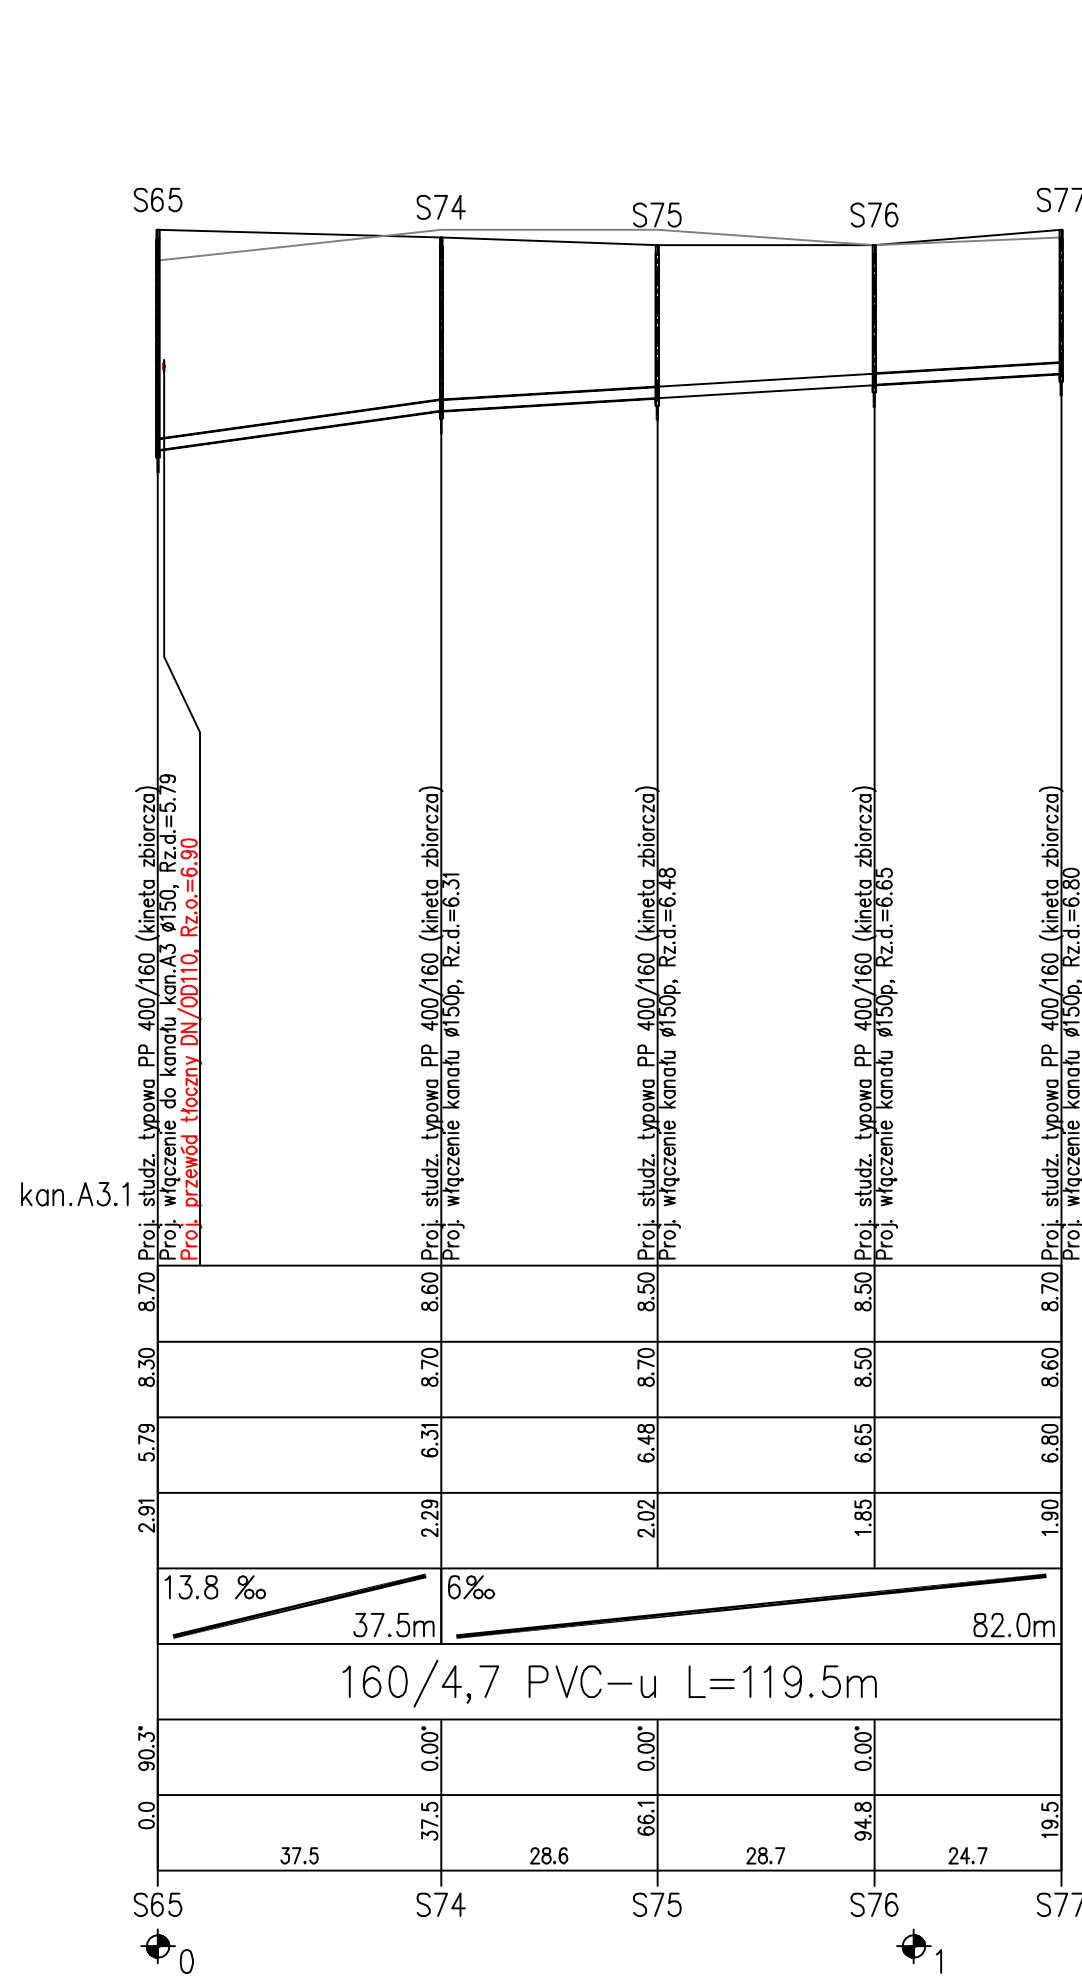 S65
S74
S75
S76
S77
kan.A3.1
Proj. studz. typowa PP 400/160 (kineta zbiorcza)
Proj. włączenie do kanału kan.A3 ø150, Rz.d.=5.79
Proj. przewód tłoczny DN/OD110, Rz.o.=6.90
Proj. studz. typowa PP 400/160 (kineta zbiorcza)
Proj. włączenie kanału ø150p, Rz.d.=6.31
Proj. studz. typowa PP 400/160 (kineta zbiorcza)
Proj. włączenie kanału ø150p, Rz.d.=6.48
Proj. studz. typowa PP 400/160 (kineta zbiorcza)
Proj. włączenie kanału ø150p, Rz.d.=6.65
Proj. studz. typowa PP 400/160 (kineta zbiorcza)
Proj. włączenie kanału ø150p, Rz.d.=6.80
8.70 8.60 8.50 8.50 8.70
8.30 8.70 8.70 8.50 8.60
5.79 6.31 6.48 6.65 6.80
2.91 2.29 2.02 1.85 1.90
13.8 ‰ 6‰
37.5m 82.0m
160/4,7 PVC-u L=119.5m
90.3° 0.00° 0.00° 0.00°
0.0 37.5 66.1 94.8 19.5
37.5 28.6 28.7 24.7
S65 S74 S75 S76 S77
0 1